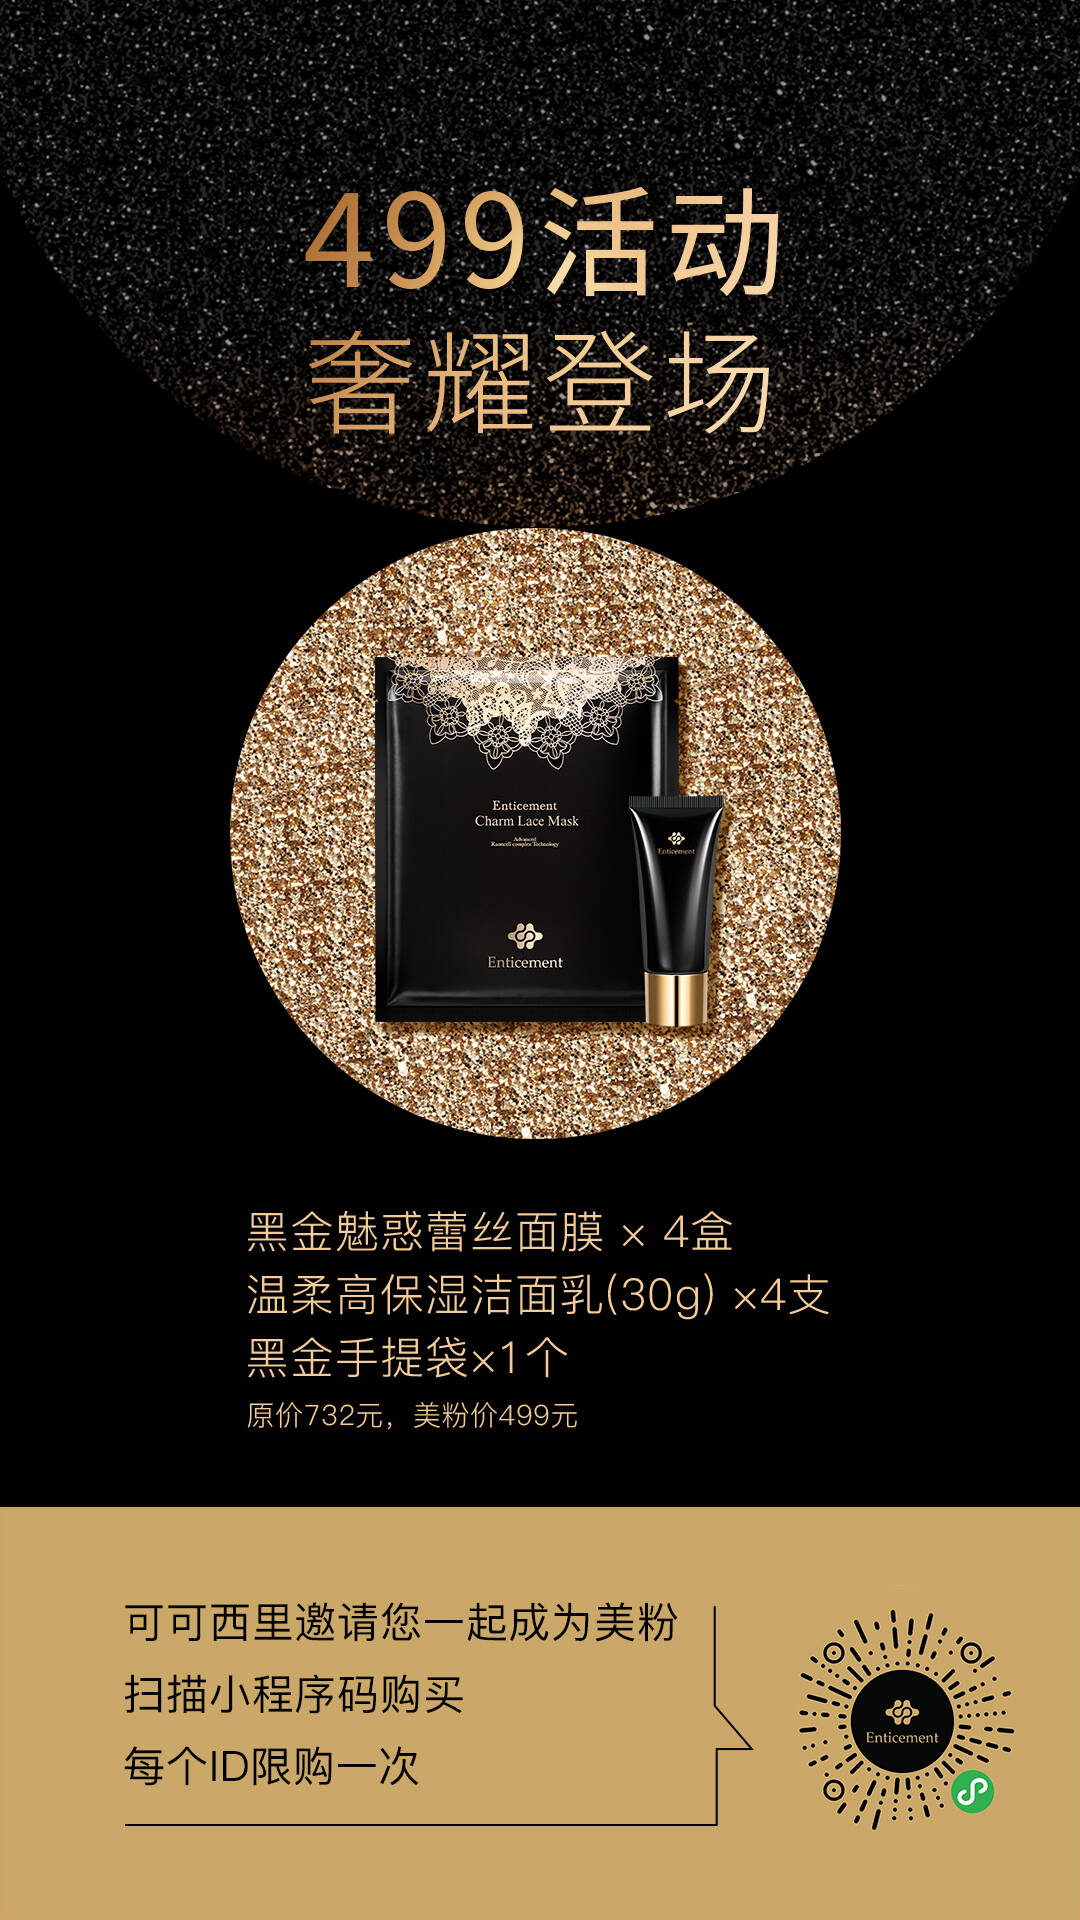 499活动
奢耀登场
Enticement
Charm Lace Mask
Advanced
Enticement
Enticement
黑金魅惑蕾丝面膜 × 4盒
温柔高保湿洁面乳(30g) ×4支
黑金手提袋×1个
原价732元，美粉价499元
可可西里邀请您一起成为美粉
扫描小程序码购买
每个ID限购一次
Enticement